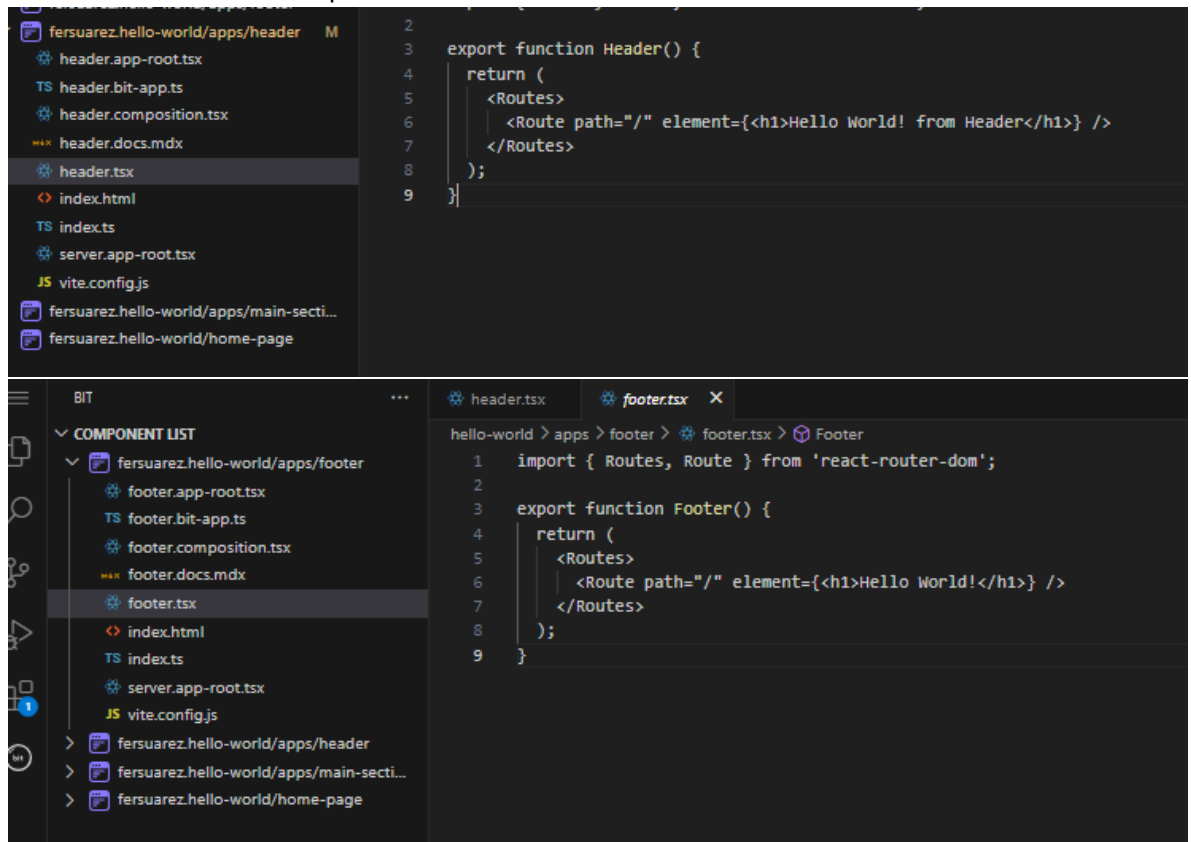 fersuarez.hello-world/apps/header M
header.app-root.tsx
TS header.bit-app.ts
header.composition.tsx
header.docs.mdx
header.tsx
<> index.html
TS index.ts
server.app-root.tsx
JS vite.config.js
fersuarez.hello-world/apps/main-secti...
fersuarez.hello-world/home-page
2
3 export function Header() {
4 return (
5 <Routes>
6 <Route path="/" element={<h1>Hello World! from Header</h1>} />
7 </Routes>
8 );
9 }
BIT ...
COMPONENT LIST
fersuarez.hello-world/apps/footer
footer.app-root.tsx
TS footer.bit-app.ts
footer.composition.tsx
footer.docs.mdx
footer.tsx
<> index.html
TS index.ts
server.app-root.tsx
JS vite.config.js
fersuarez.hello-world/apps/header
fersuarez.hello-world/apps/main-secti...
fersuarez.hello-world/home-page
1
bit
header.tsx footer.tsx X
hello-world > apps > footer > footer.tsx > Footer
1 import { Routes, Route } from 'react-router-dom';
2
3 export function Footer() {
4 return (
5 <Routes>
6 <Route path="/" element={<h1>Hello World!</h1>} />
7 </Routes>
8 );
9 }